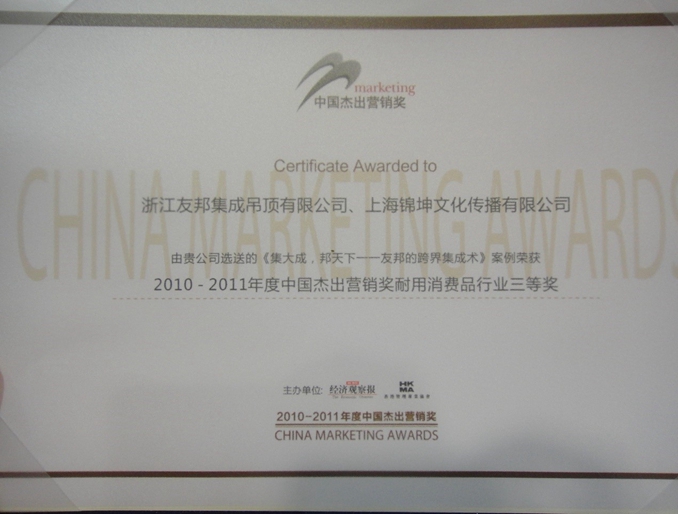 marketing
中国杰出营销奖
Certificate Awarded to
CHINA MARKETING AWARDS
浙江友邦集成吊顶有限公司、上海锦坤文化传播有限公司
由贵公司选送的《集大成，邦天下——友邦的跨界集成术》案例荣获
2010 - 2011年度中国杰出营销奖耐用消费品行业三等奖
主办单位: 经济观察报 HK MA
2010-2011年度中国杰出营销奖
CHINA MARKETING AWARDS